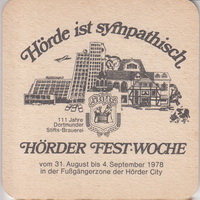 Hörde ist sympathisch
111 Jahre
Dortmunder
Stifts-Brauerei
HÖRDER FEST-WOCHE
vom 31. August bis 4. September 1978
in der Fußgängerzone der Hörder City